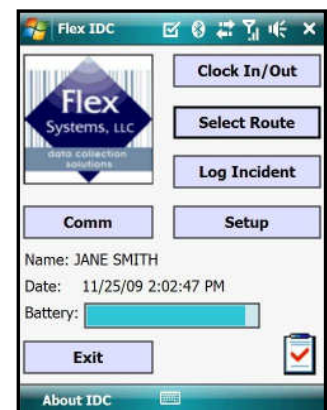 Flex IDC
Clock In/Out
Flex
Systems, LLC
data collection
solutions
Select Route
Log Incident
Comm
Setup
Name: JANE SMITH
Date: 11/25/09 2:02:47 PM
Battery:
Exit
About IDC